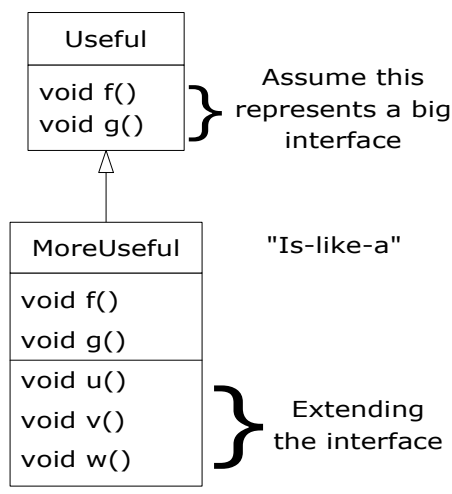 Useful
void f()
void g()
Assume this
represents a big
interface
MoreUseful
"Is-like-a"
void f()
void g()
void u()
void v()
void w()
Extending
the interface